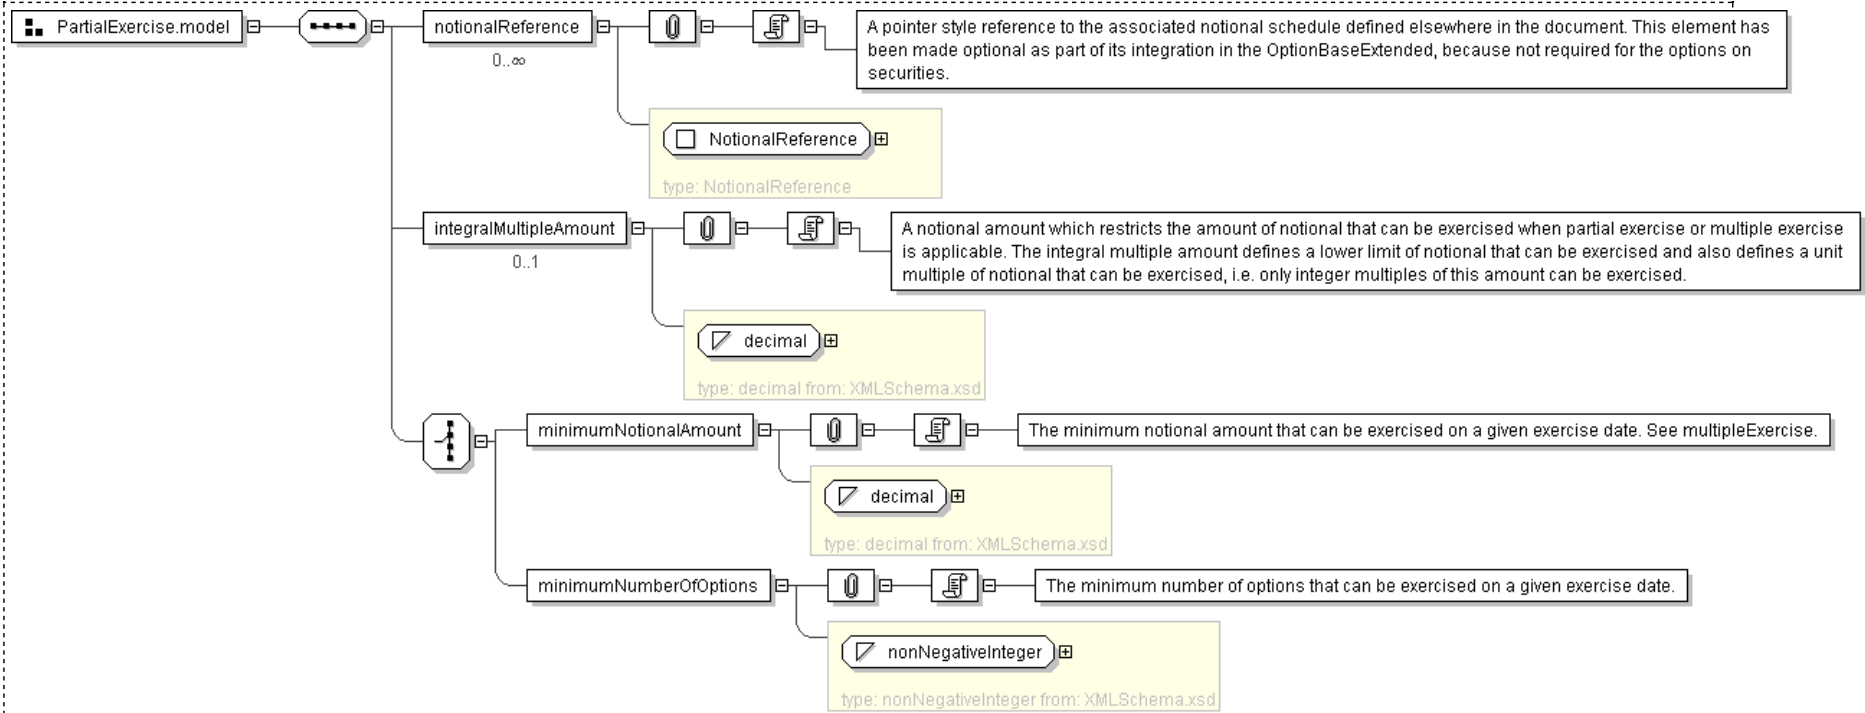 PartialExercise.model
notionalReference
0..∞
A pointer style reference to the associated notional schedule defined elsewhere in the document. This element has
been made optional as part of its integration in the OptionBaseExtended, because not required for the options on
securities.
NotionalReference
type: NotionalReference
integralMultipleAmount
0..1
A notional amount which restricts the amount of notional that can be exercised when partial exercise or multiple exercise
is applicable. The integral multiple amount defines a lower limit of notional that can be exercised and also defines a unit
multiple of notional that can be exercised, i.e. only integer multiples of this amount can be exercised.
decimal
type: decimal from: XMLSchema.xsd
minimumNotionalAmount
The minimum notional amount that can be exercised on a given exercise date. See multipleExercise.
decimal
type: decimal from: XMLSchema.xsd
minimumNumberOfOptions
The minimum number of options that can be exercised on a given exercise date.
nonNegativeInteger
type: nonNegativeInteger from: XMLSchema.xsd